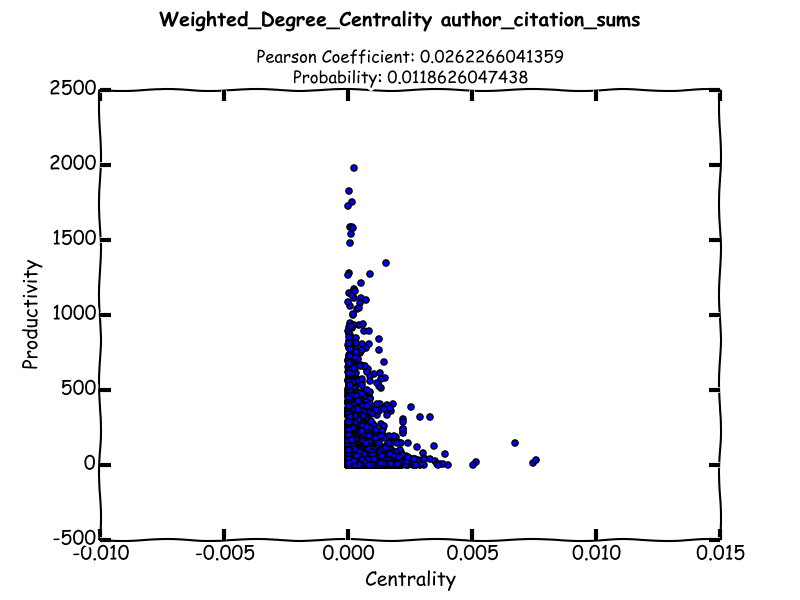 Weighted_Degree_Centrality author_citation_sums
Pearson Coefficient: 0.0262266041359
Probability: 0.0118626047438
2500
2000
1500
1000
500
0
-500
Productivity
-0.010
-0.005
0.000
0.005
0.010
0.015
Centrality